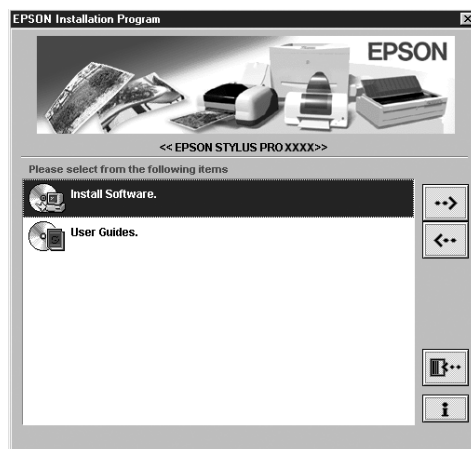 EPSON Installation Program
EPSON
<< EPSON STYLUS PRO XXXX>>
Please select from the following items
Install Software.
User Guides.